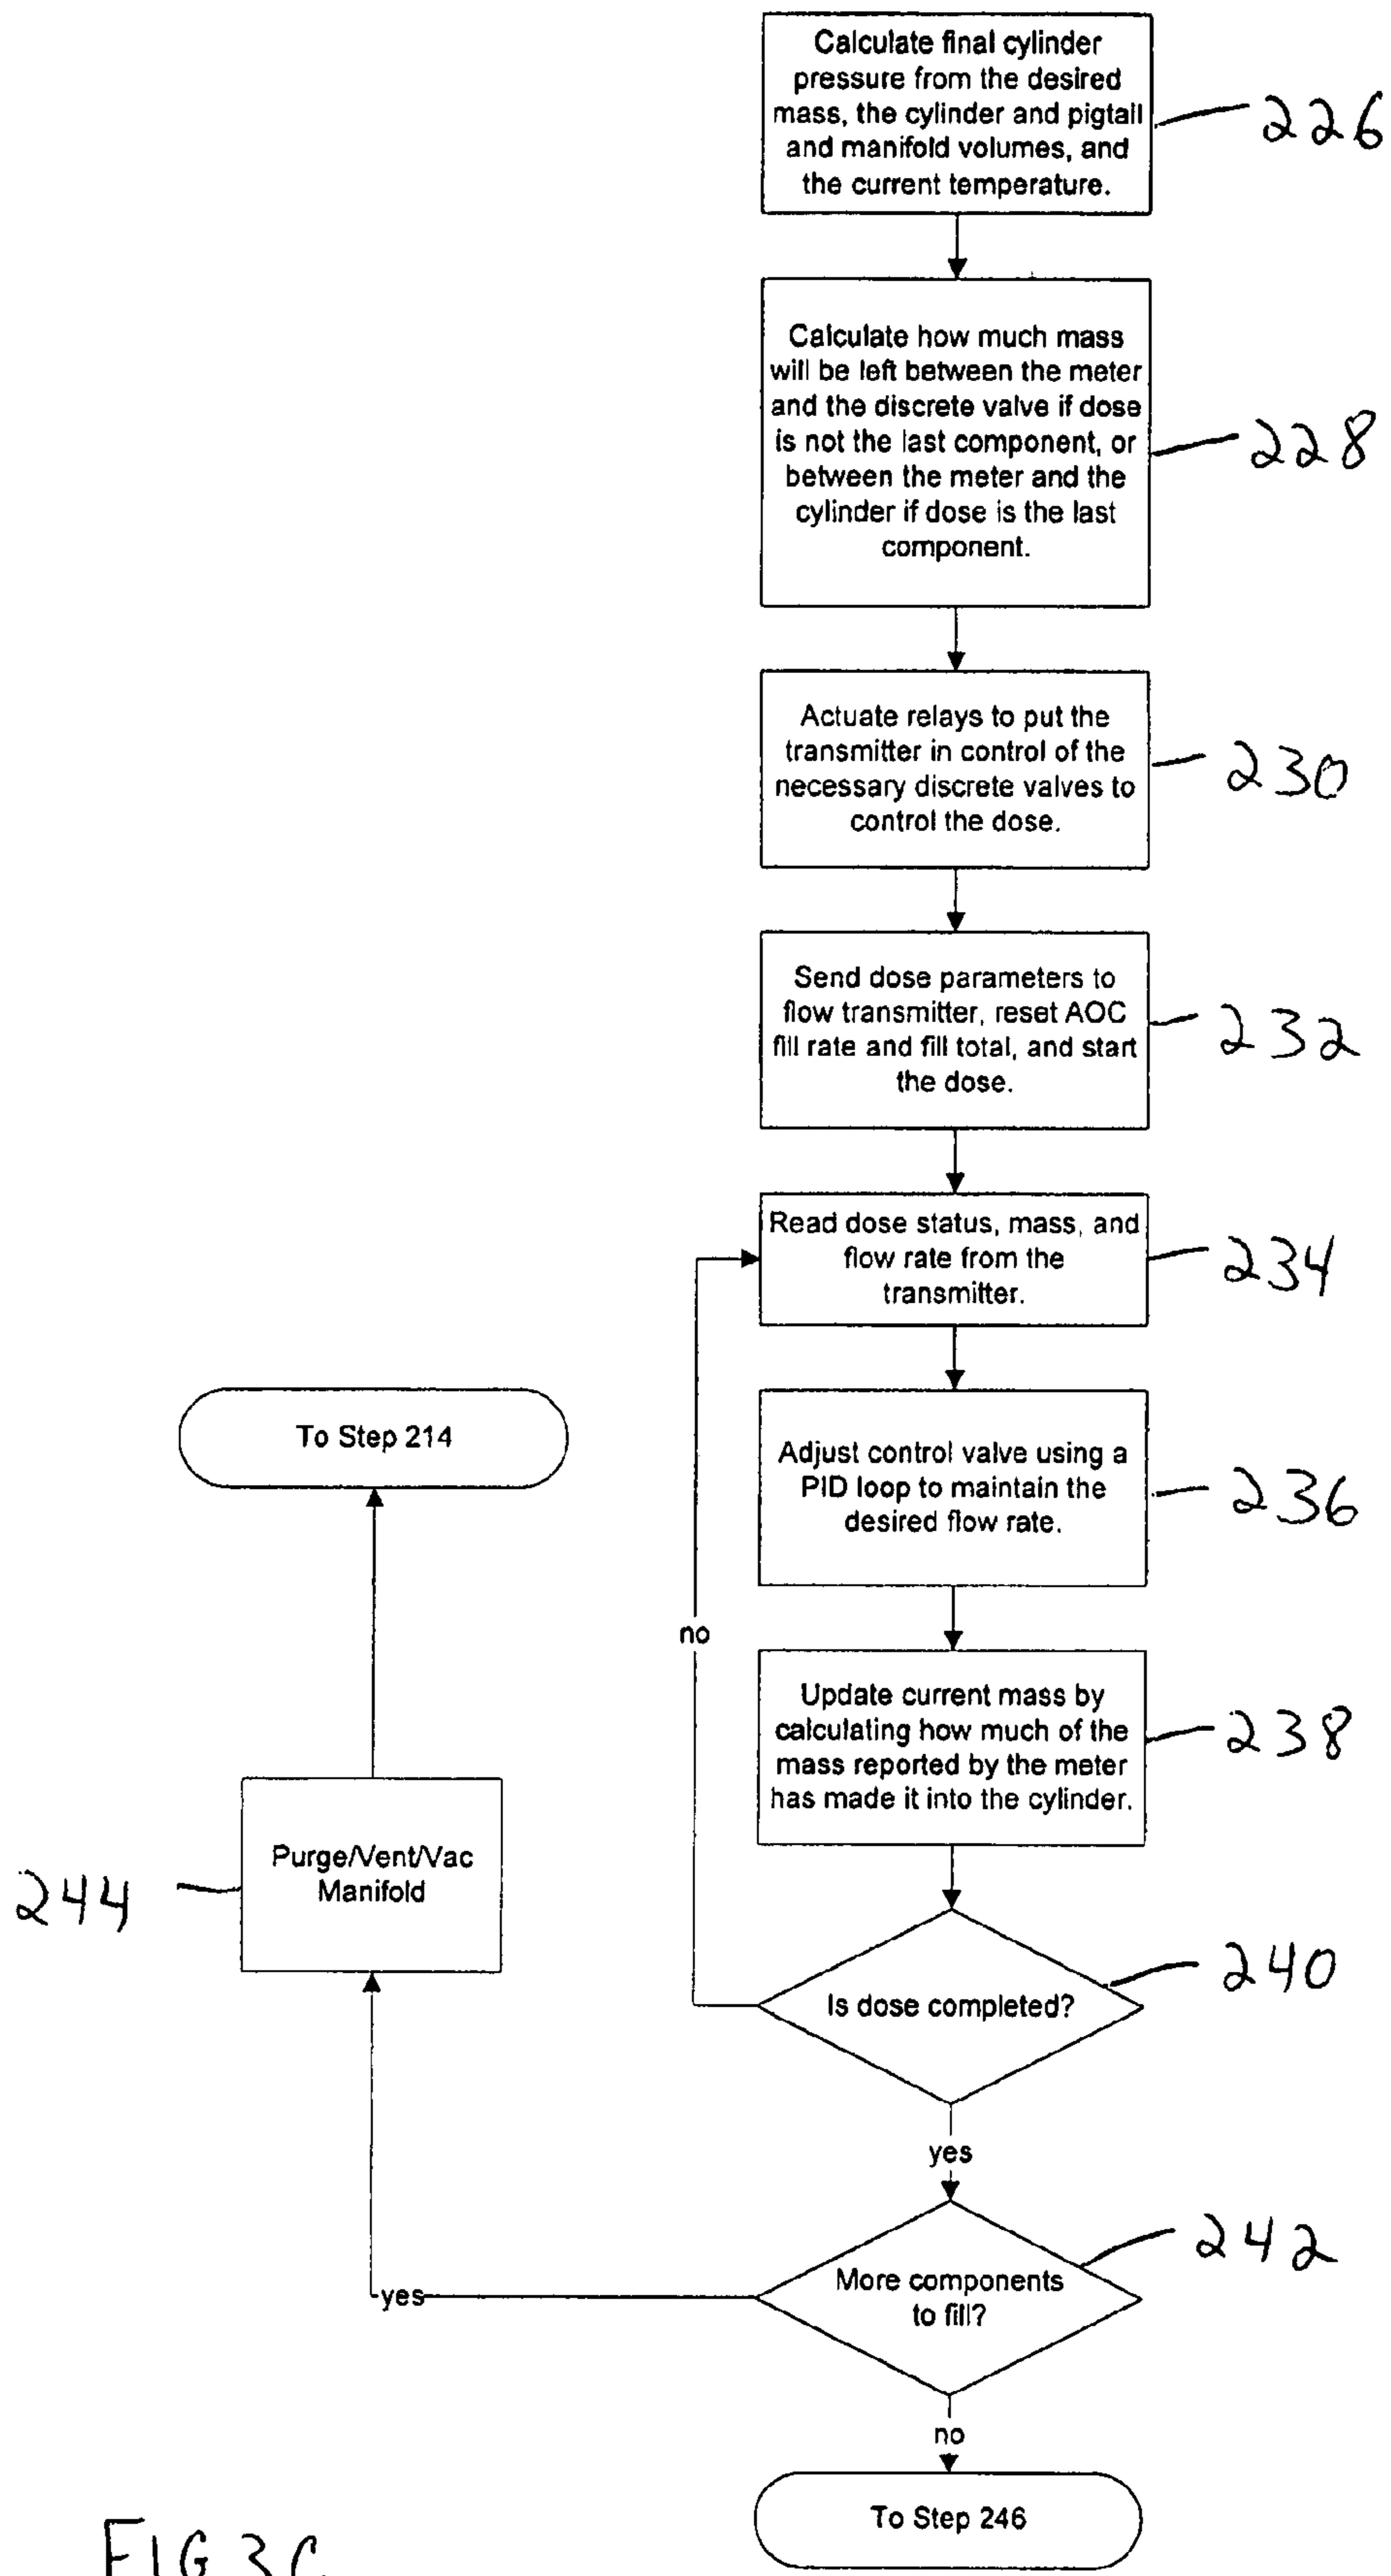 Calculate final cylinder
pressure from the desired
mass, the cylinder and pigtail
and manifold volumes, and
the current temperature.
226
Calculate how much mass
will be left between the meter
and the discrete valve if dose
is not the last component, or
between the meter and the
cylinder if dose is the last
component.
228
Actuate relays to put the
transmitter in control of the
necessary discrete valves to
control the dose.
230
Send dose parameters to
flow transmitter, reset AOC
fill rate and fill total, and start
the dose.
232
Read dose status, mass, and
flow rate from the
transmitter.
234
To Step 214
Adjust control valve using a
PID loop to maintain the
desired flow rate.
236
no
Update current mass by
calculating how much of the
mass reported by the meter
has made it into the cylinder.
238
Purge/Vent/Vac
Manifold
244
Is dose completed?
240
yes
More components
to fill?
242
yes
no
To Step 246
FIG 3C